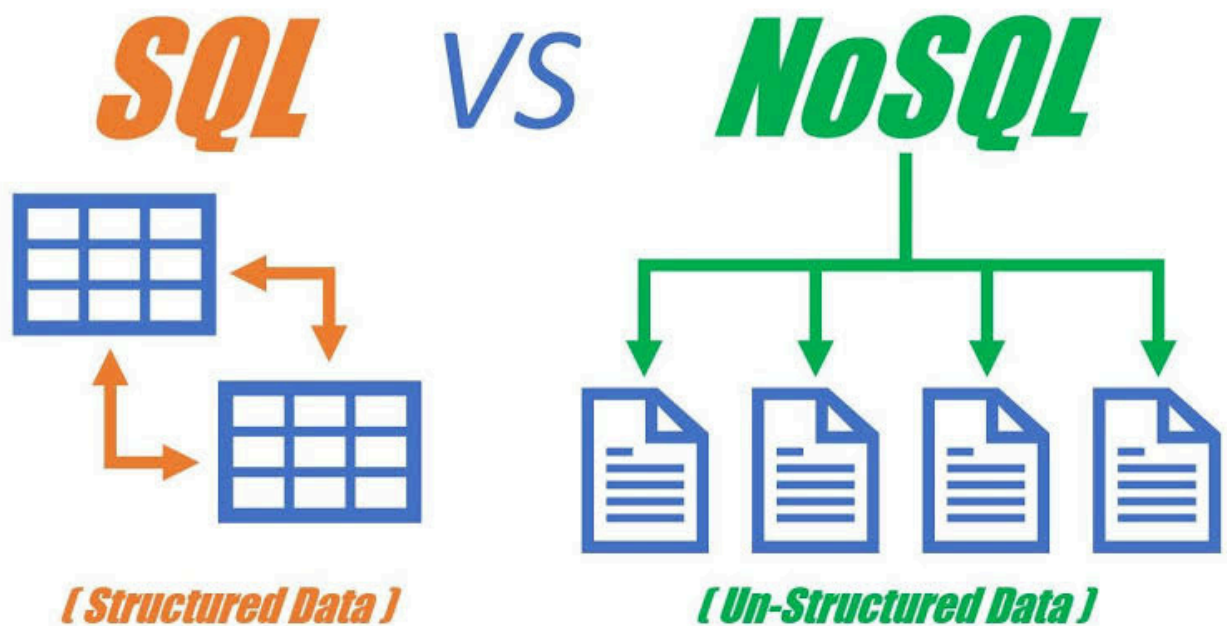 SQL VS NoSQL
( Structured Data )
( Un-Structured Data )